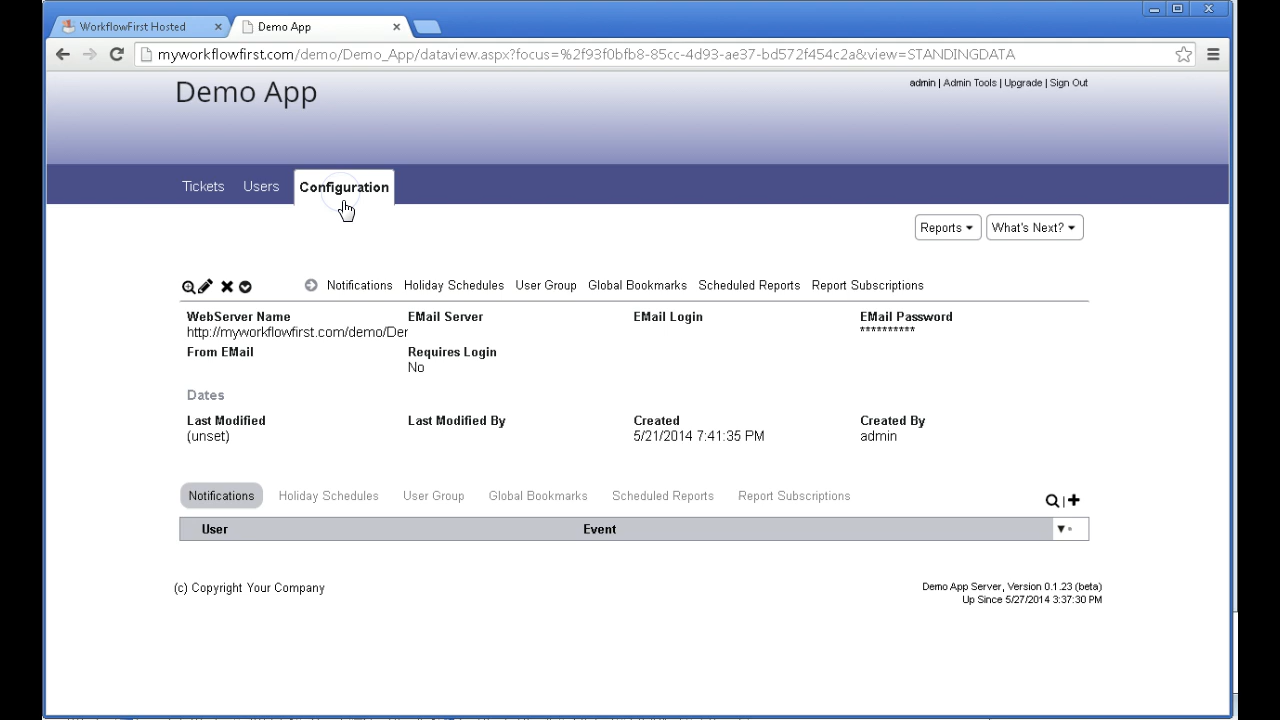 WorkflowFirst Hosted
Demo App
myworkflowfirst.com/demo/Demo_App/dataview.aspx?focus=%2f93f0bfb8-85cc-4d93-ae37-bd572f454c2a&view=STANDINGDATA
Demo App
admin | Admin Tools | Upgrade | Sign Out
Tickets Users Configuration
Reports What's Next?
Notifications Holiday Schedules User Group Global Bookmarks Scheduled Reports Report Subscriptions
WebServer Name EMail Server EMail Login EMail Password
http://myworkflowfirst.com/demo/Der **********
From EMail Requires Login
No
Dates
Last Modified Last Modified By Created Created By
(unset) 5/21/2014 7:41:35 PM admin
Notifications Holiday Schedules User Group Global Bookmarks Scheduled Reports Report Subscriptions
User Event
(c) Copyright Your Company
Demo App Server, Version 0.1.23 (beta)
Up Since 5/27/2014 3:37:30 PM